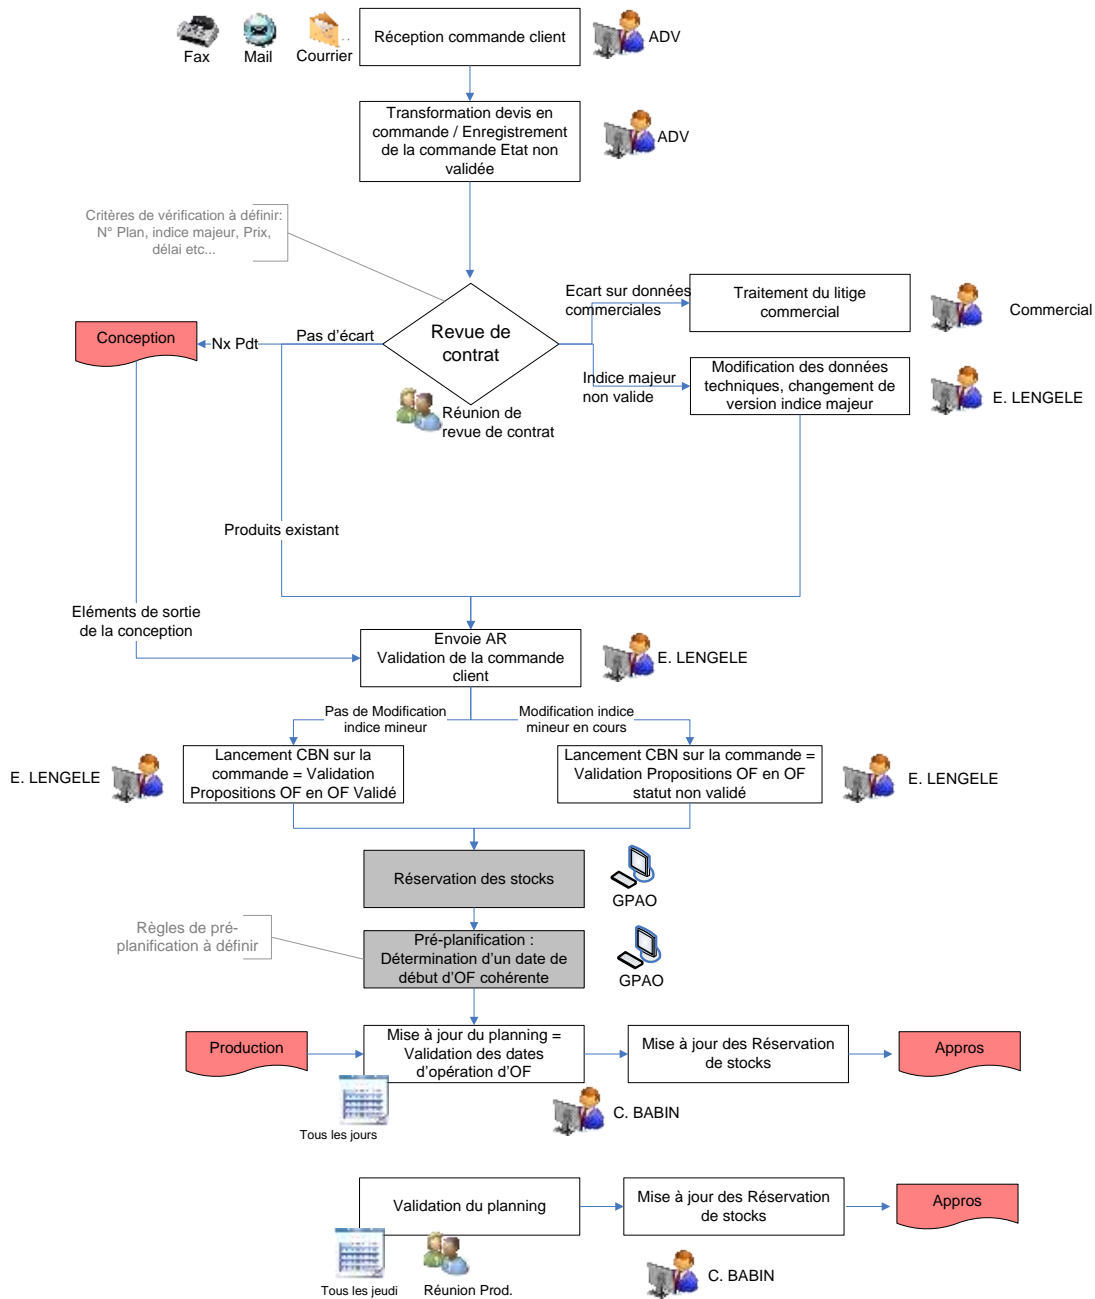 Réception commande client
ADV
Fax
Mail
Courrier
Transformation devis en
commande / Enregistrement
de la commande Etat non
validée
ADV
Critères de vérification à définir:
N° Plan, indice majeur, Prix,
délai etc...
Ecart sur données
commerciales
Traitement du litige
commercial
Commercial
Conception
Nx Pdt
Pas d'écart
Revue de
contrat
Indice majeur
non valide
Modification des données
techniques, changement de
version indice majeur
E. LENGELE
Réunion de
revue de contrat
Produits existant
Eléments de sortie
de la conception
Envoie AR
Validation de la commande
client
E. LENGELE
Pas de Modification
indice mineur
Modification indice
mineur en cours
E. LENGELE
Lancement CBN sur la
commande = Validation
Propositions OF en OF Validé
Lancement CBN sur la commande =
Validation Propositions OF en OF
statut non validé
E. LENGELE
Réservation des stocks
GPAO
Règles de pré-
planification à définir
Pré-planification :
Détermination d'un date de
début d'OF cohérente
GPAO
Production
Mise à jour du planning =
Validation des dates
d'opération d'OF
Mise à jour des Réservation
de stocks
Appros
Tous les jours
C. BABIN
Validation du planning
Mise à jour des Réservation
de stocks
Appros
Tous les jeudi
Réunion Prod.
C. BABIN